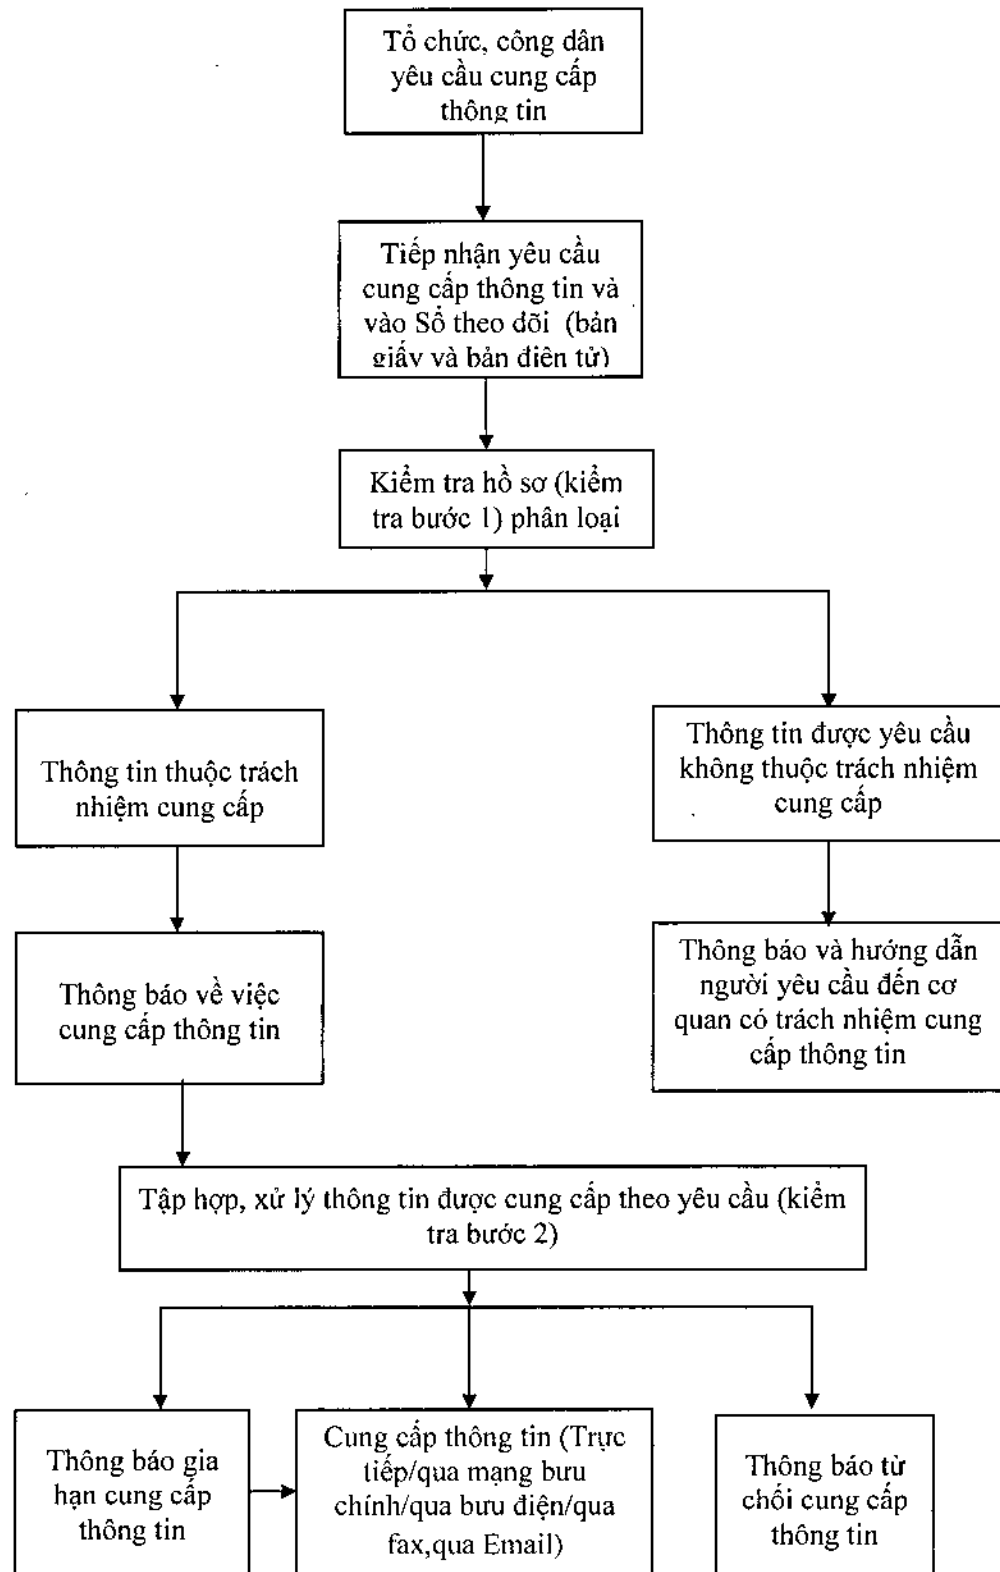 Tổ chức, công dân
yêu cầu cung cấp
thông tin
Tiếp nhận yêu cầu
cung cấp thông tin và
vào Sổ theo dõi (bản
giấy và bản điện tử)
Kiểm tra hồ sơ (kiểm
tra bước 1) phân loại
Thông tin thuộc trách
nhiệm cung cấp
Thông tin được yêu cầu
không thuộc trách nhiệm
cung cấp
Thông báo về việc
cung cấp thông tin
Thông báo và hướng dẫn
người yêu cầu đến cơ
quan có trách nhiệm cung
cấp thông tin
Tập hợp, xử lý thông tin được cung cấp theo yêu cầu (kiểm
tra bước 2)
Thông báo gia
hạn cung cấp
thông tin
Cung cấp thông tin (Trực
tiếp/qua mạng bưu
chính/qua bưu điện/qua
fax,qua Email)
Thông báo từ
chối cung cấp
thông tin